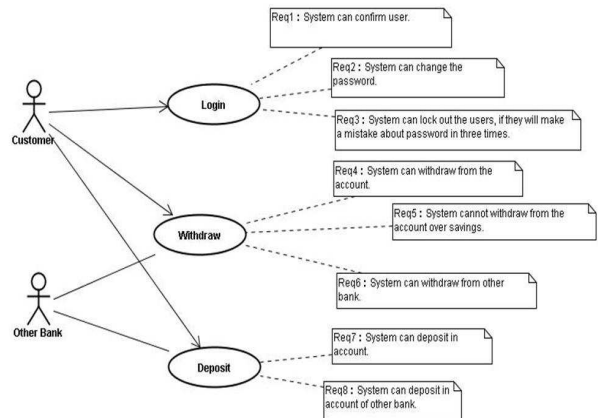 Req1 : System can confirm user.
Req2 : System can change the
password.
Login
Req3 : System can lock out the users, if they will make
a mistake about password in three times.
Customer
Req4 : System can withdraw from the
account.
Req5 : System cannot withdraw from the
account over savings.
Withdraw
Req6 : System can withdraw from other
bank.
Other Bank
Req7 : System can deposit in
account.
Deposit
Req8 : System can deposit in
account of other bank.